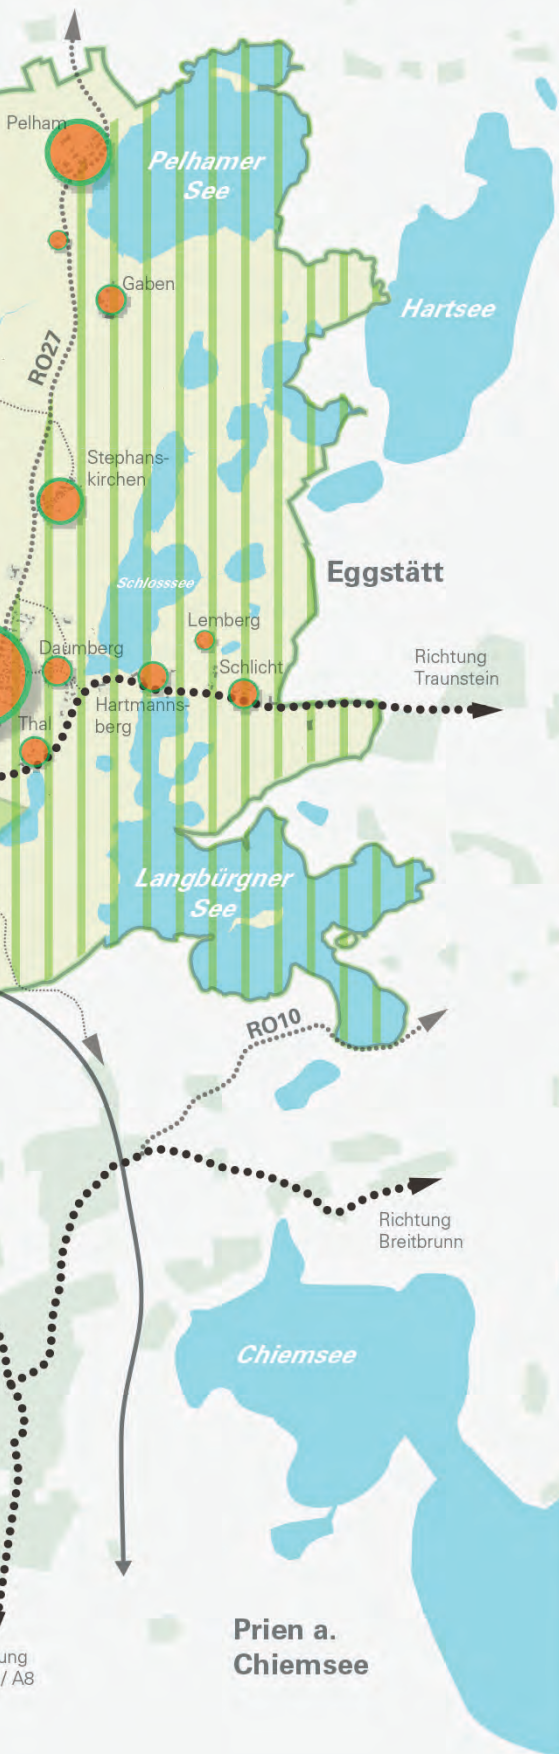 Pelham
Pelhamer
See
Hartsee
Gaben
RO27
Stephans-
kirchen
Schlosssee
Eggstätt
Lemberg
Daumberg
Schlicht
Richtung
Traunstein
Hartmanns-
berg
Thal
Langbürgner
See
RO10
Richtung
Breitbrunn
Chiemsee
Prien a.
Chiemsee
ung
/ A8